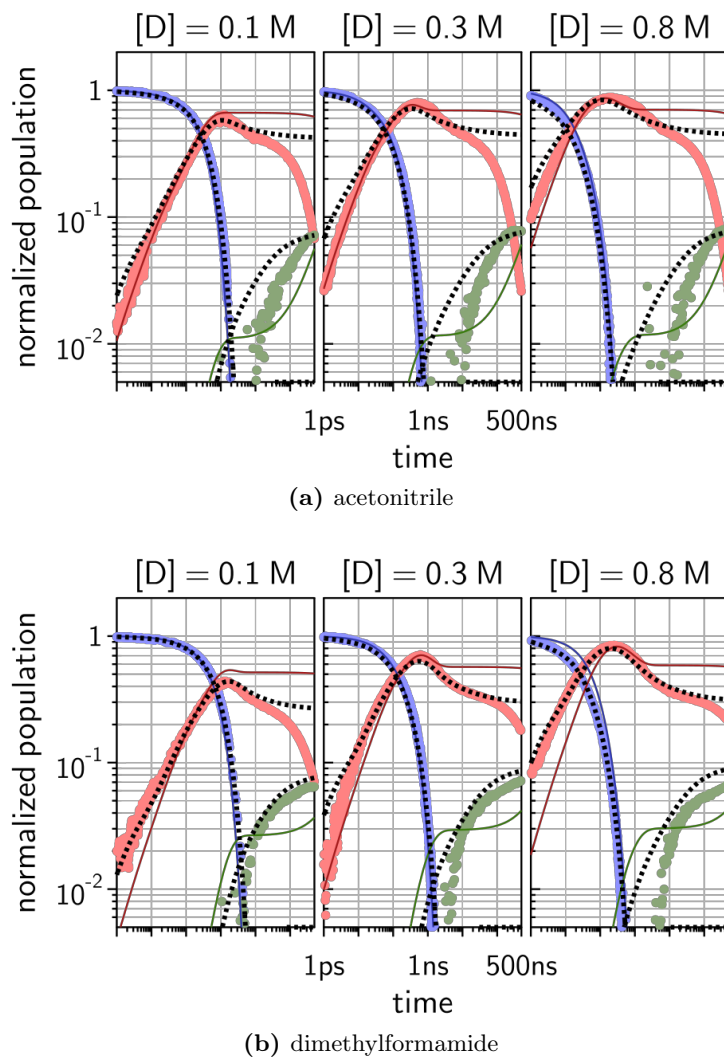 [D] = 0.1 M [D] = 0.3 M [D] = 0.8 M
1
10⁻¹
10⁻²
normalized population
1ps 1ns 500ns
time
(a) acetonitrile
[D] = 0.1 M [D] = 0.3 M [D] = 0.8 M
1
10⁻¹
10⁻²
normalized population
1ps 1ns 500ns
time
(b) dimethylformamide